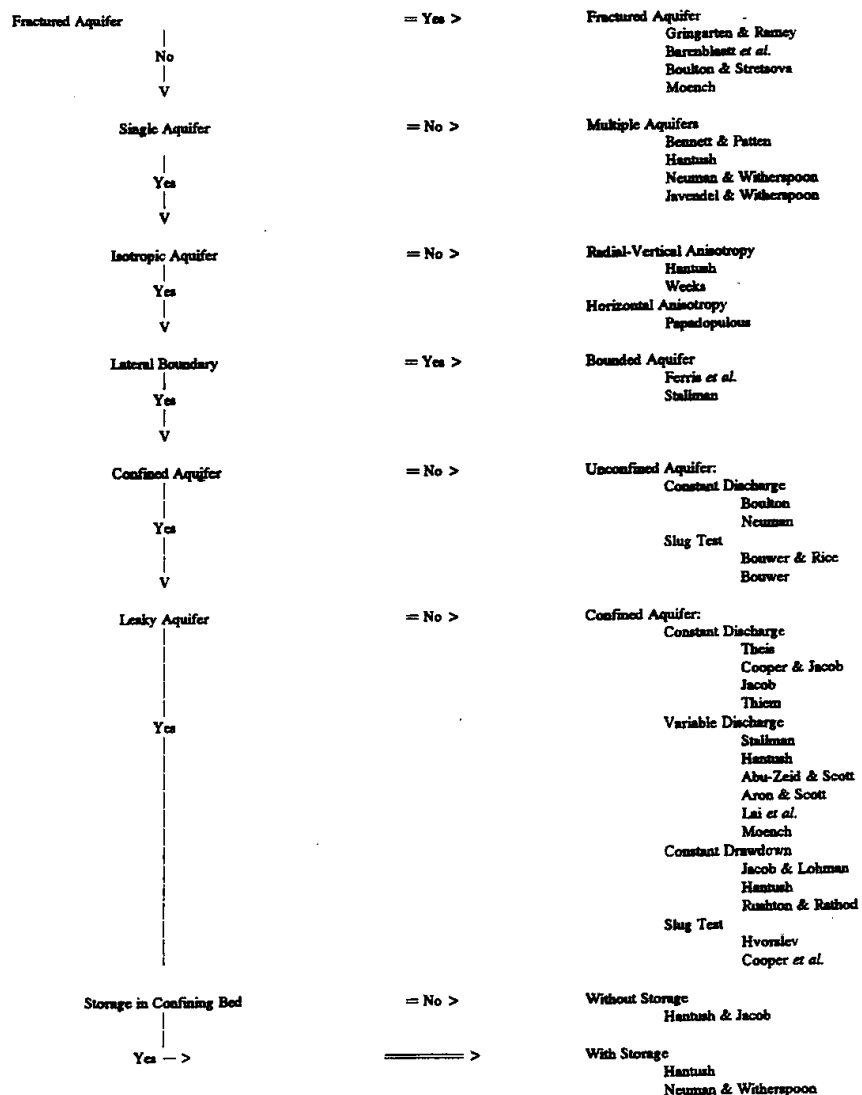 Fractured Aquifer = Yes > Fractured Aquifer
Gringarten & Ramey
Barenblastt et al.
No
Boulton & Stretsova
V
Moench
Single Aquifer = No > Multiple Aquifers
Bennett & Patten
Hantush
Yes
Neuman & Witherspoon
Javendel & Witherspoon
V
Isotropic Aquifer = No > Radial-Vertical Anisotropy
Hantush
Yes
Weeks
Horizontal Anisotropy
V
Papadopulous
Lateral Boundary = Yes > Bounded Aquifer
Ferris et al.
Yes
Stallman
V
Confined Aquifer = No > Unconfined Aquifer:
Constant Discharge
Boulton
Yes
Neuman
Slug Test
Bouwer & Rice
V
Bouwer
Leaky Aquifer = No > Confined Aquifer:
Constant Discharge
Theis
Cooper & Jacob
Jacob
Thiem
Yes
Variable Discharge
Stallman
Hantush
Abu-Zeid & Scott
Aron & Scott
Lai et al.
Moench
Constant Drawdown
Jacob & Lohman
Hantush
Rushton & Rathod
Slug Test
Hvorslev
Cooper et al.
Storage in Confining Bed = No > Without Storage
Hantush & Jacob
Yes — > ======== > With Storage
Hantush
Neuman & Witherspoon